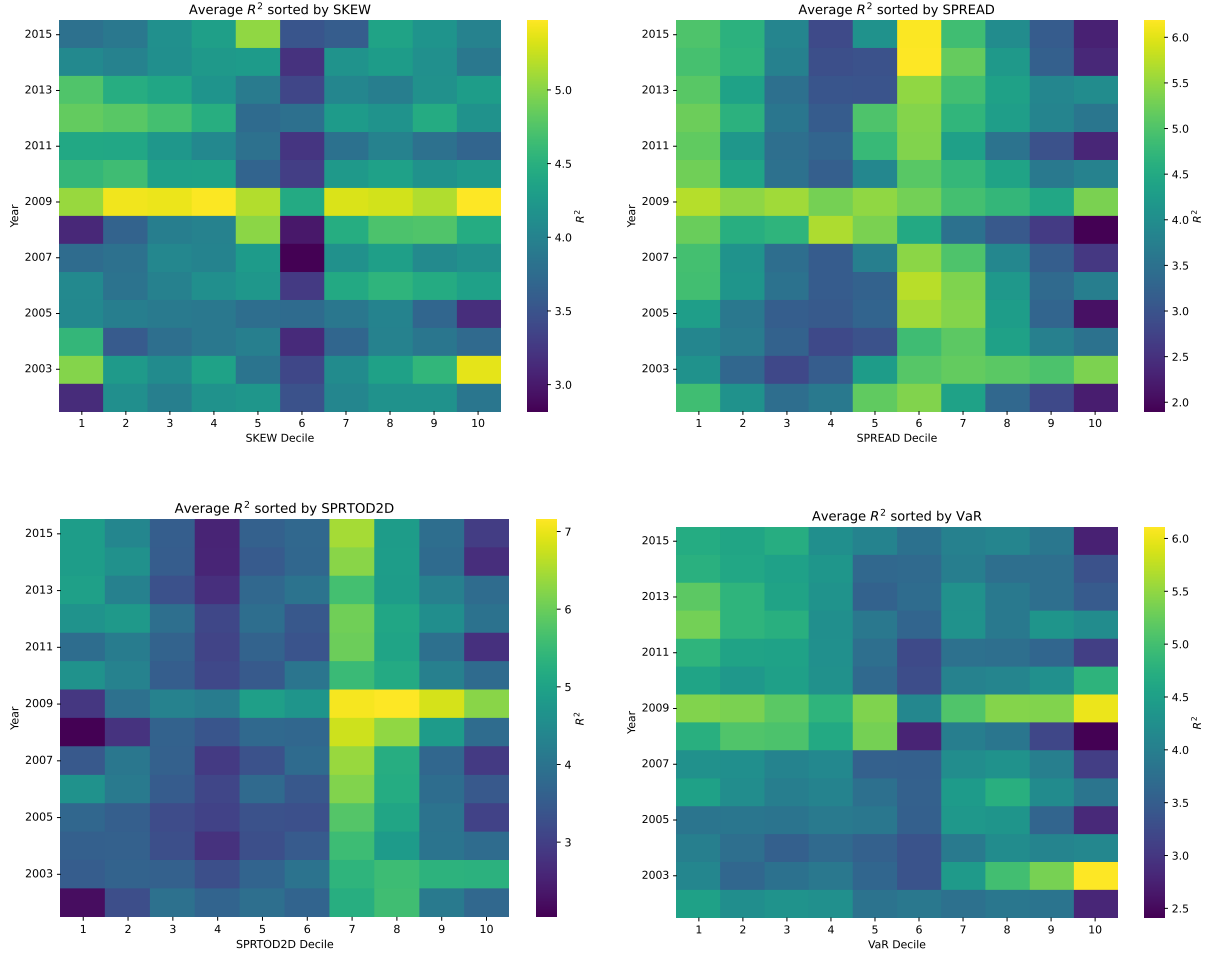 Average R² sorted by SKEW
2015
2013
2011
2009
2007
2005
2003
Year
1 2 3 4 5 6 7 8 9 10
SKEW Decile
5.0
4.5
4.0
3.5
3.0
R²
Average R² sorted by SPREAD
2015
2013
2011
2009
2007
2005
2003
Year
1 2 3 4 5 6 7 8 9 10
SPREAD Decile
6.0
5.5
5.0
4.5
4.0
3.5
3.0
2.5
2.0
R²
Average R² sorted by SPRTOD2D
2015
2013
2011
2009
2007
2005
2003
Year
1 2 3 4 5 6 7 8 9 10
SPRTOD2D Decile
7
6
5
4
3
R²
Average R² sorted by VaR
2015
2013
2011
2009
2007
2005
2003
Year
1 2 3 4 5 6 7 8 9 10
VaR Decile
6.0
5.5
5.0
4.5
4.0
3.5
3.0
2.5
R²